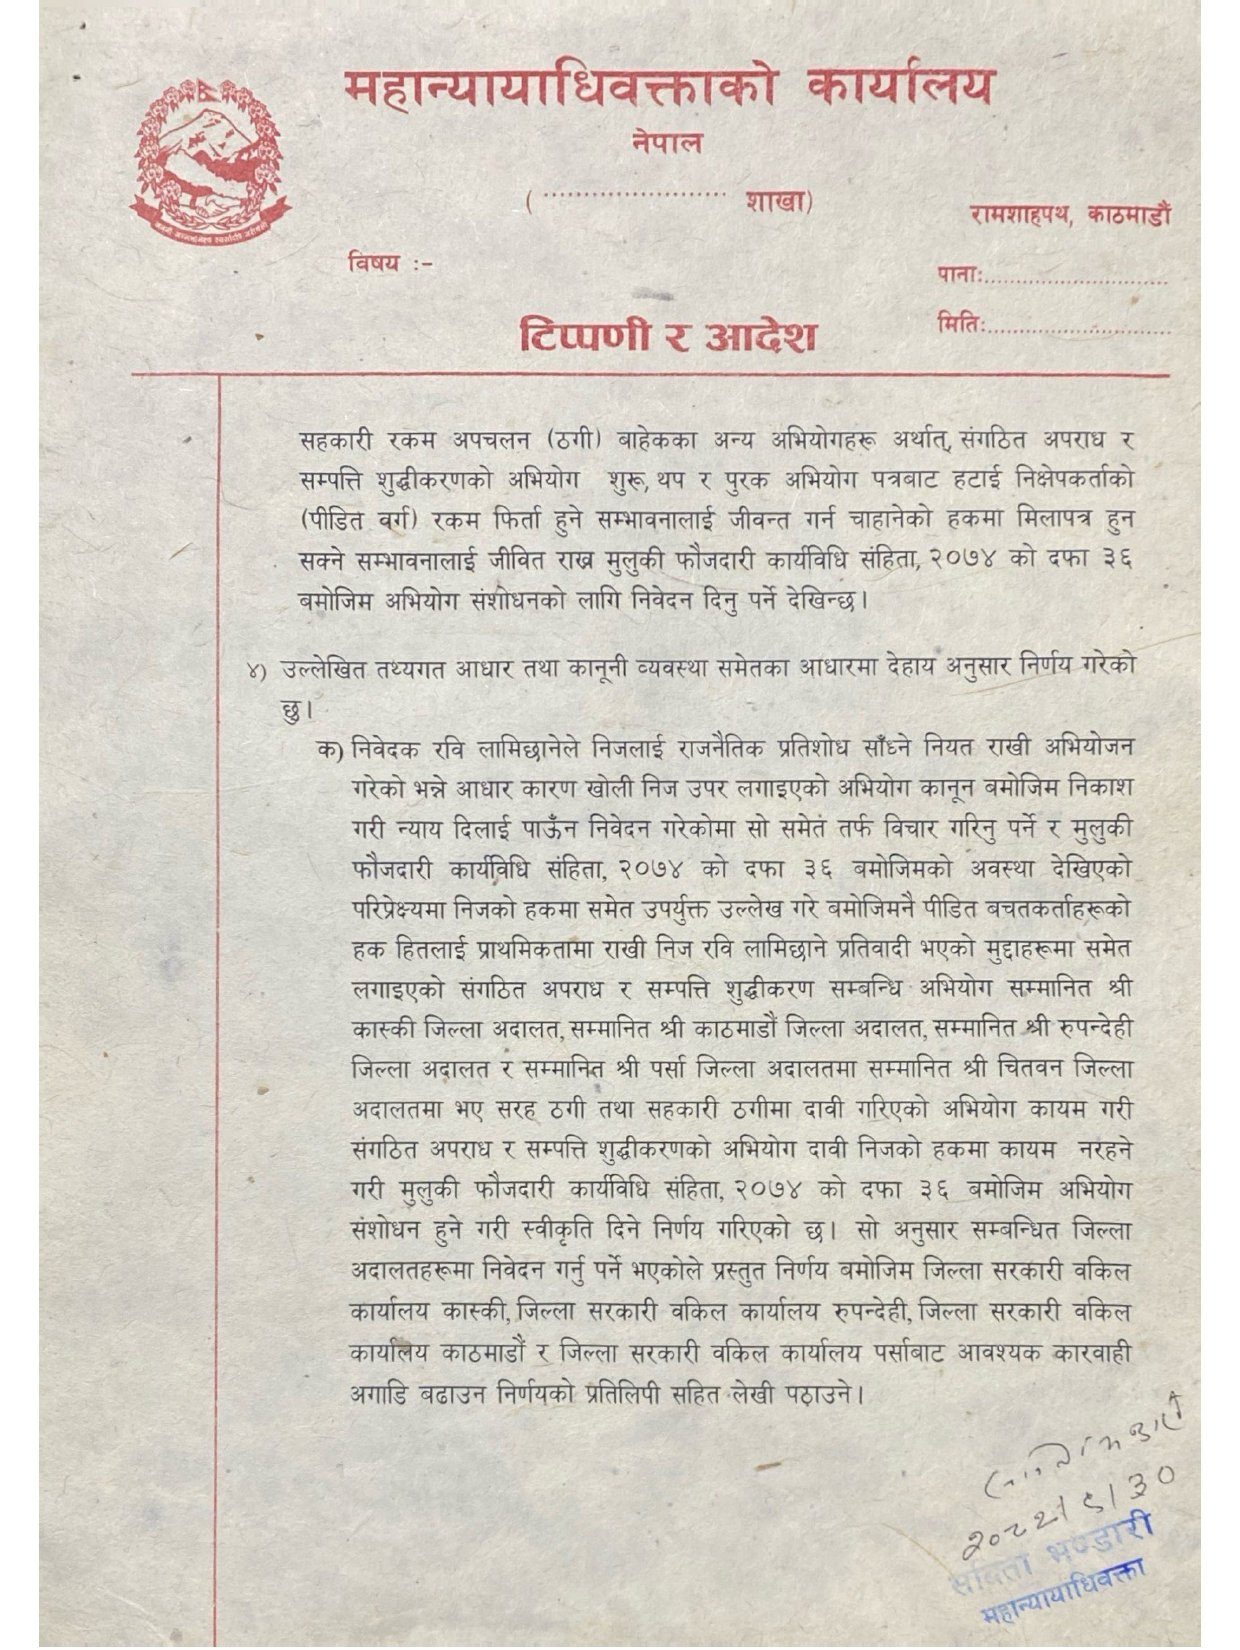 महान्यायाधिवक्ताको कार्यालय
नेपाल
(........................ शाखा)
रामशाहपथ, काठमाडौं
विषय :-
पानाः............................
मितिः............................
टिप्पणी र आदेश
सहकारी रकम अपचलन (ठगी) बाहेकका अन्य अभियोगहरू अर्थात्, संगठित अपराध र
सम्पत्ति शुद्धीकरणको अभियोग शुरू, थप र पुरक अभियोग पत्रबाट हटाई निक्षेपकर्ताको
(पीडित वर्ग) रकम फिर्ता हुने सम्भावनालाई जीवन्त गर्न चाहानेको हकमा मिलापत्र हुन
सक्ने सम्भावनालाई जीवित राख्न मुलुकी फौजदारी कार्यविधि संहिता, २०७४ को दफा ३६
बमोजिम अभियोग संशोधनको लागि निवेदन दिनु पर्ने देखिन्छ।
४) उल्लेखित तथ्यगत आधार तथा कानूनी व्यवस्था समेतका आधारमा देहाय अनुसार निर्णय गरेको
छु।
क) निवेदक रवि लामिछानेले निजलाई राजनैतिक प्रतिशोध साँध्ने नियत राखी अभियोजन
गरेको भन्ने आधार कारण खोली निज उपर लगाइएको अभियोग कानून बमोजिम निकाश
गरी न्याय दिलाई पाऊँन निवेदन गरेकोमा सो समेत तर्फ विचार गरिनु पर्ने र मुलुकी
फौजदारी कार्यविधि संहिता, २०७४ को दफा ३६ बमोजिमको अवस्था देखिएको
परिप्रेक्ष्यमा निजको हकमा समेत उपर्युक्त उल्लेख गरे बमोजिमनै पीडित बचतकर्ताहरूको
हक हितलाई प्राथमिकतामा राखी निज रवि लामिछाने प्रतिवादी भएको मुद्दाहरूमा समेत
लगाइएको संगठित अपराध र सम्पत्ति शुद्धीकरण सम्बन्धि अभियोग सम्मानित श्री
कास्की जिल्ला अदालत, सम्मानित श्री काठमाडौं जिल्ला अदालत, सम्मानित श्री रुपन्देही
जिल्ला अदालत र सम्मानित श्री पर्सा जिल्ला अदालतमा सम्मानित श्री चितवन जिल्ला
अदालतमा भए सरह ठगी तथा सहकारी ठगीमा दावी गरिएको अभियोग कायम गरी
संगठित अपराध र सम्पत्ति शुद्धीकरणको अभियोग दावी निजको हकमा कायम नरहने
गरी मुलुकी फौजदारी कार्यविधि संहिता, २०७४ को दफा ३६ बमोजिम अभियोग
संशोधन हुने गरी स्वीकृति दिने निर्णय गरिएको छ। सो अनुसार सम्बन्धित जिल्ला
अदालतहरूमा निवेदन गर्नु पर्ने भएकोले प्रस्तुत निर्णय बमोजिम जिल्ला सरकारी वकिल
कार्यालय कास्की, जिल्ला सरकारी वकिल कार्यालय रुपन्देही, जिल्ला सरकारी वकिल
कार्यालय काठमाडौं र जिल्ला सरकारी वकिल कार्यालय पर्साबाट आवश्यक कारवाही
अगाडि बढाउन निर्णयको प्रतिलिपी सहित लेखी पठाउने।
२०८२/९/३०
सविता भण्डारी
महान्यायाधिवक्ता